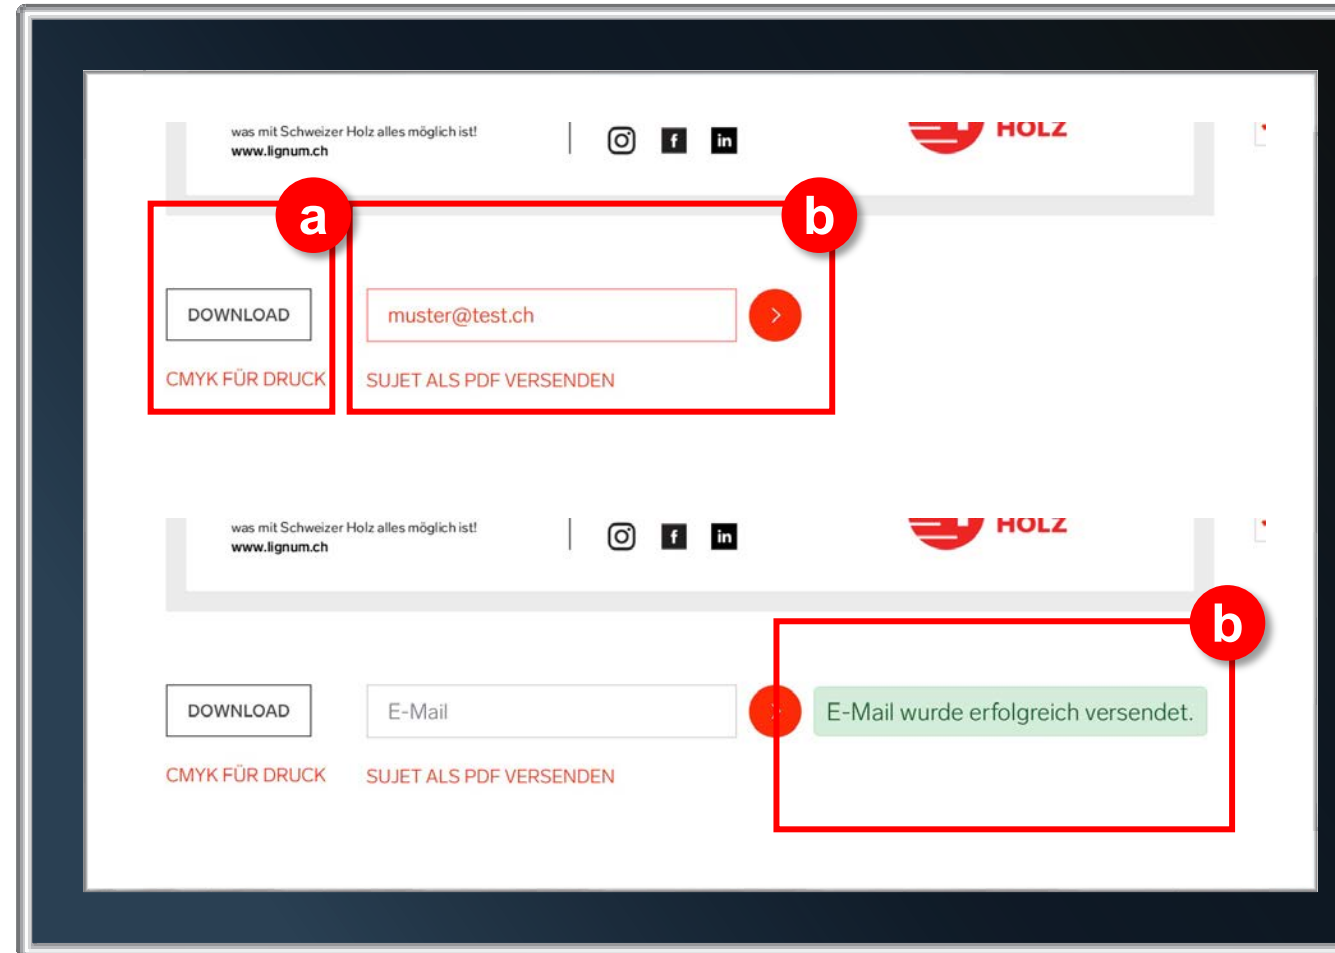 was mit Schweizer Holz alles möglich ist!
www.lignum.ch
f
in
HOLZ
a
b
DOWNLOAD
muster@test.ch
CMYK FÜR DRUCK
SUJET ALS PDF VERSENDEN
was mit Schweizer Holz alles möglich ist!
www.lignum.ch
f
in
HOLZ
b
DOWNLOAD
E-Mail
E-Mail wurde erfolgreich versendet.
CMYK FÜR DRUCK
SUJET ALS PDF VERSENDEN